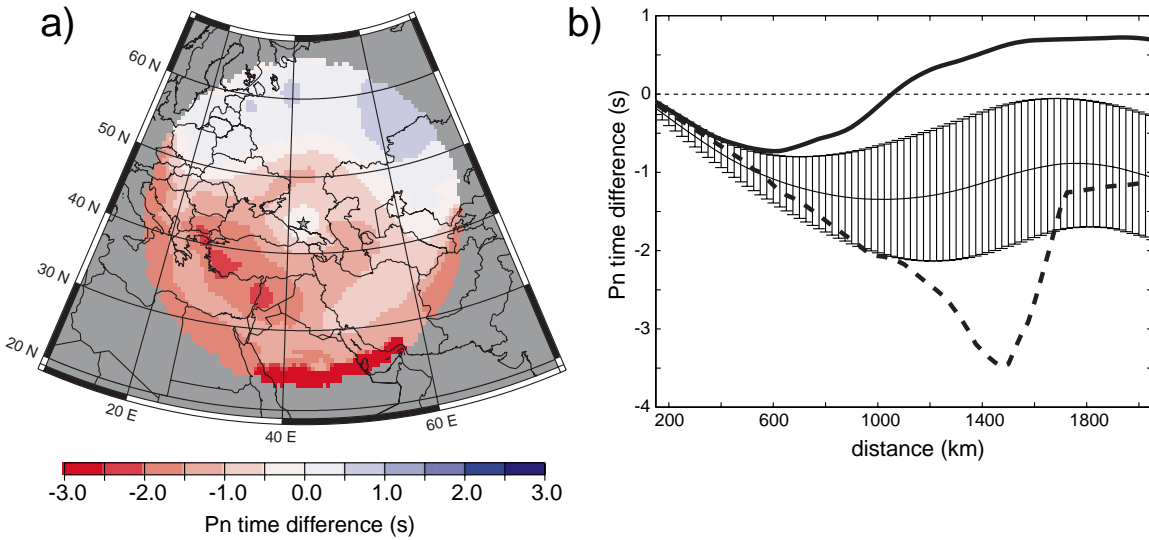 a)
60 N
50 N
40 N
30 N
20 N
20 E
40 E
60 E
-3.0 -2.0 -1.0 0.0 1.0 2.0 3.0
Pn time difference (s)
b)
Pn time difference (s)
1
0
-1
-2
-3
-4
200 600 1000 1400 1800
distance (km)